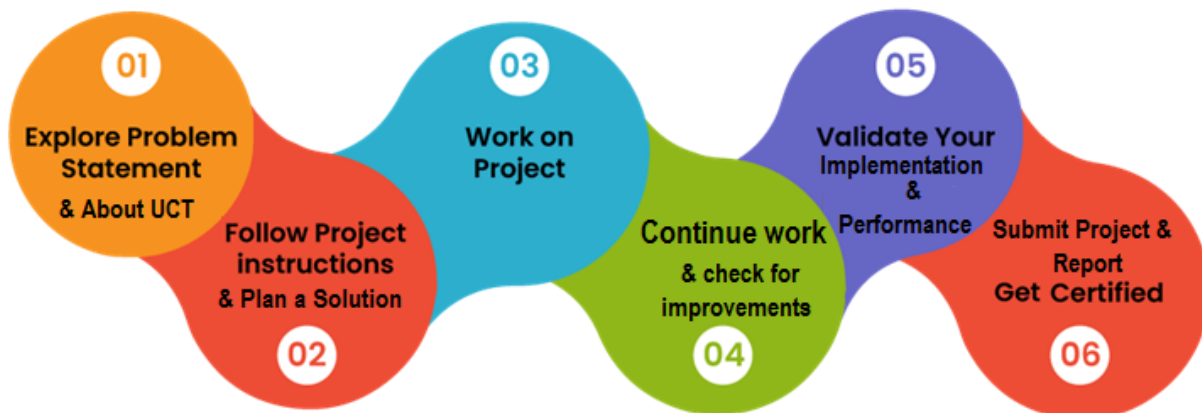 01
Explore Problem
Statement
& About UCT
Follow Project
instructions
& Plan a Solution
02
03
Work on
Project
Continue work
& check for
improvements
04
05
Validate Your
Implementation
&
Performance
Submit Project &
Report
Get Certified
06